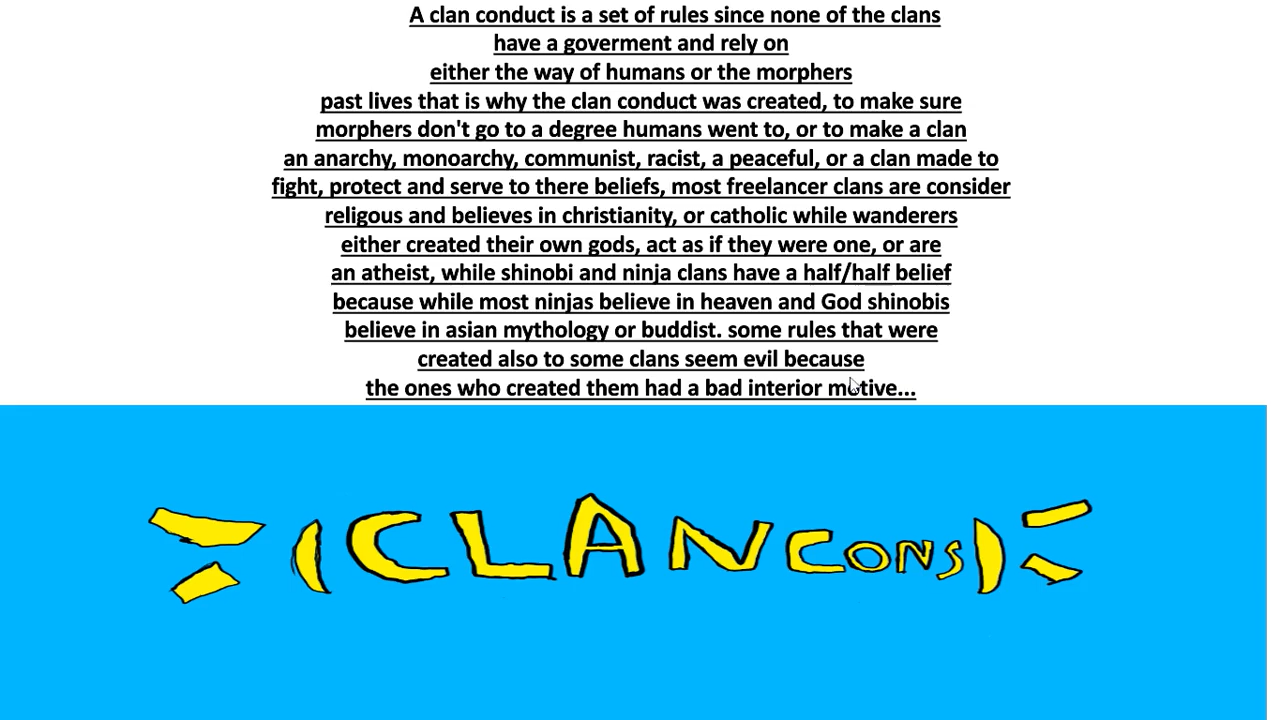 A clan conduct is a set of rules since none of the clans
have a goverment and rely on
either the way of humans or the morphers
past lives that is why the clan conduct was created, to make sure
morphers don't go to a degree humans went to, or to make a clan
an anarchy, monoarchy, communist, racist, a peaceful, or a clan made to
fight, protect and serve to there beliefs, most freelancer clans are consider
religous and believes in christianity, or catholic while wanderers
either created their own gods, act as if they were one, or are
an atheist, while shinobi and ninja clans have a half/half belief
because while most ninjas believe in heaven and God shinobis
believe in asian mythology or buddist. some rules that were
created also to some clans seem evil because
the ones who created them had a bad interior motive...
(CLAN CONS)